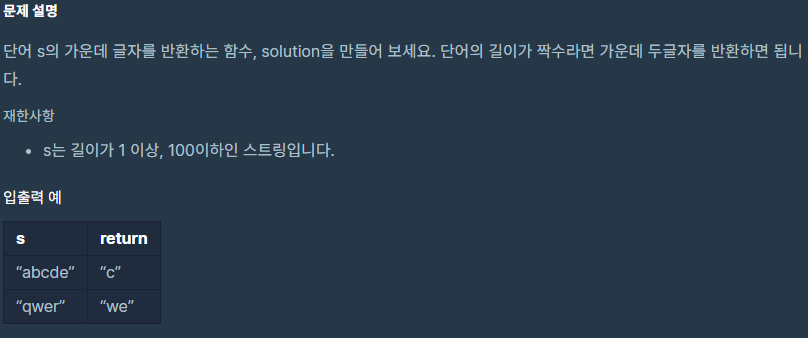 문제 설명
단어 s의 가운데 글자를 반환하는 함수, solution을 만들어 보세요. 단어의 길이가 짝수라면 가운데 두글자를 반환하면 됩니
다.
재한사항
• s는 길이가 1 이상, 100이하인 스트링입니다.
입출력 예
s return
“abcde” “c”
“qwer” “we”